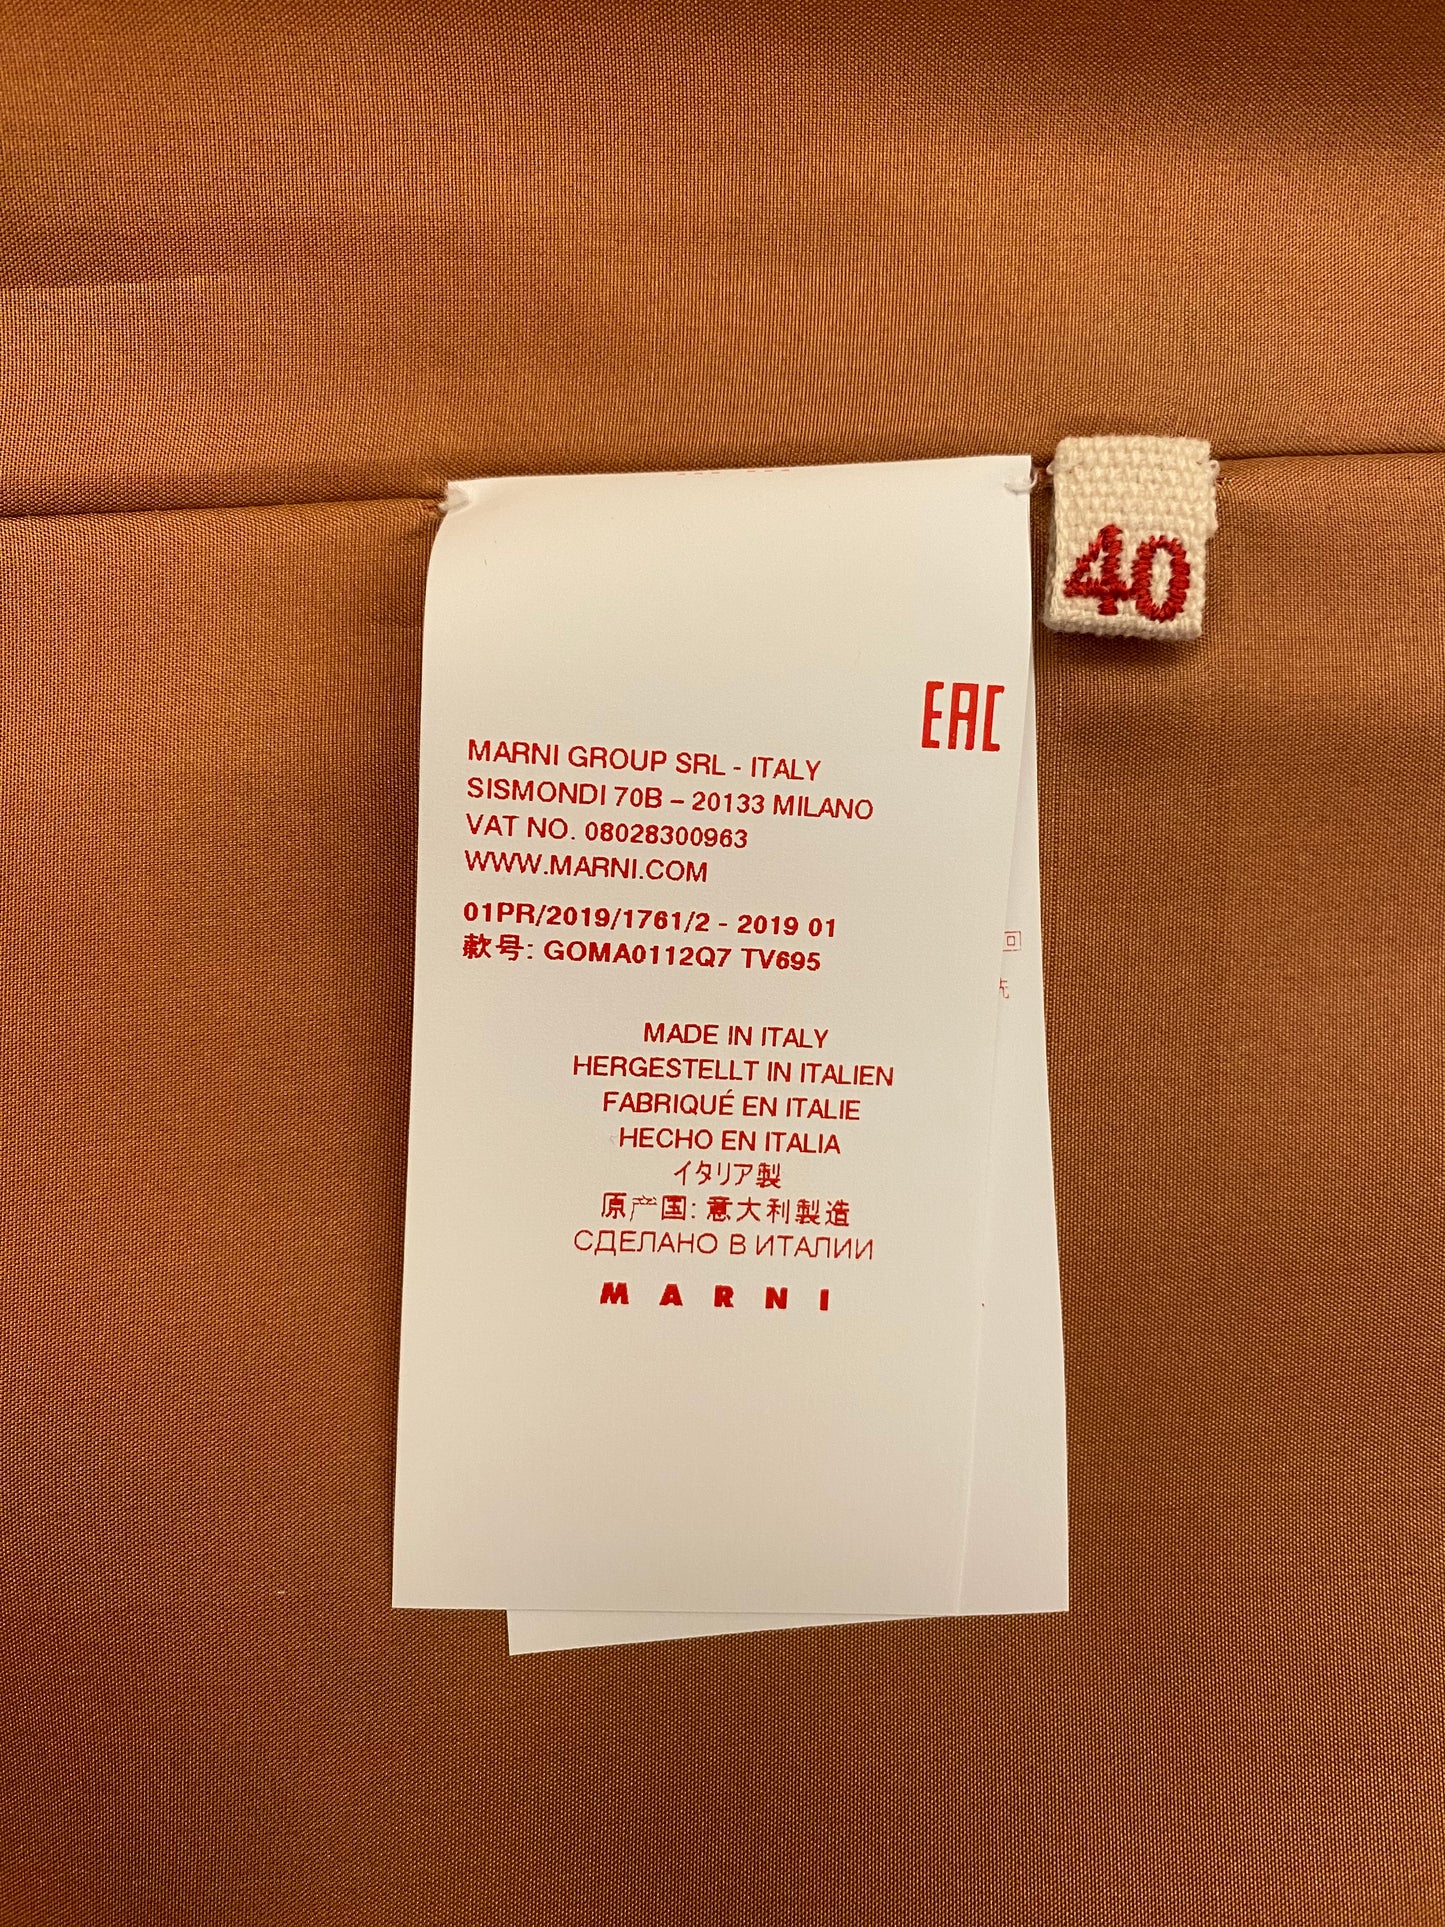 40
EAC
MARNI GROUP SRL - ITALY
SISMONDI 70B – 20133 MILANO
VAT NO. 08028300963
WWW.MARNI.COM
01PR/2019/1761/2 - 2019 01
款号: GOMA0112Q7 TV695
MADE IN ITALY
HERGESTELLT IN ITALIEN
FABRIQUÉ EN ITALIE
HECHO EN ITALIA
イタリア製
原产国: 意大利製造
СДЕЛАНО В ИТАЛИИ
MARNI